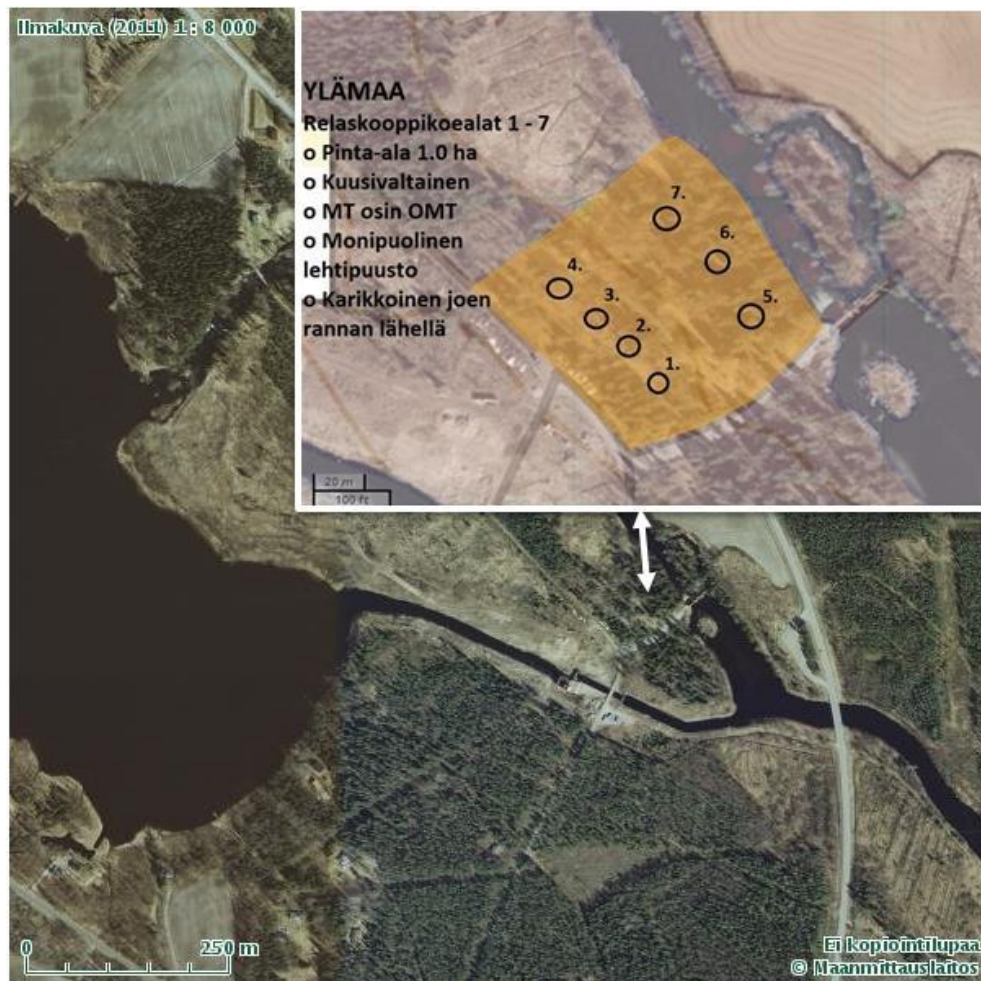 Ilmakuva (2011) 1: 8 000
YLÄMAA
Relaskooppikoealat 1 - 7
o Pinta-ala 1.0 ha
o Kuusivaltainen
o MT osin OMT
o Monipuolinen
lehtipuusto
o Karikkoinen joen
rannan lähellä
7.
6.
4.
5.
3.
2.
1.
20 m
100 ft
0 250 m
Ei kopiointilupaa
© Maanmittauslaitos